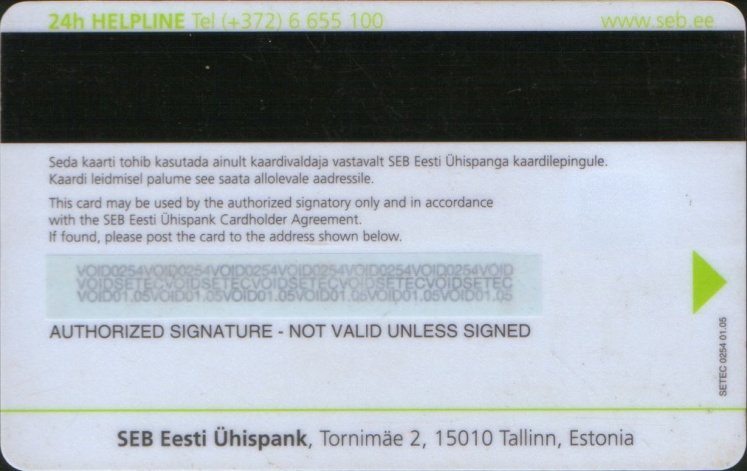 24h HELPLINE Tel (+372) 6 655 100
www.seb.ee
Seda kaarti tohib kasutada ainult kaardivaldaja vastavalt SEB Eesti Ühispanga kaardilepingule.
Kaardi leidmisel palume see saata allolevale aadressile.
This card may be used by the authorized signatory only and in accordance
with the SEB Eesti Ühispank Cardholder Agreement.
If found, please post the card to the address shown below.
VOID0254VOID0254VOID0254VOID0254VOID0254VOID0254VOID
VOIDSETECVOIDSETECVOIDSETECVOIDSETECVOIDSETEC
VOID01.05VOID01.05VOID01.05VOID01.05VOID01.05VOID01.05
AUTHORIZED SIGNATURE - NOT VALID UNLESS SIGNED
SETEC 0254 01.05
SEB Eesti Ühispank, Tornimäe 2, 15010 Tallinn, Estonia